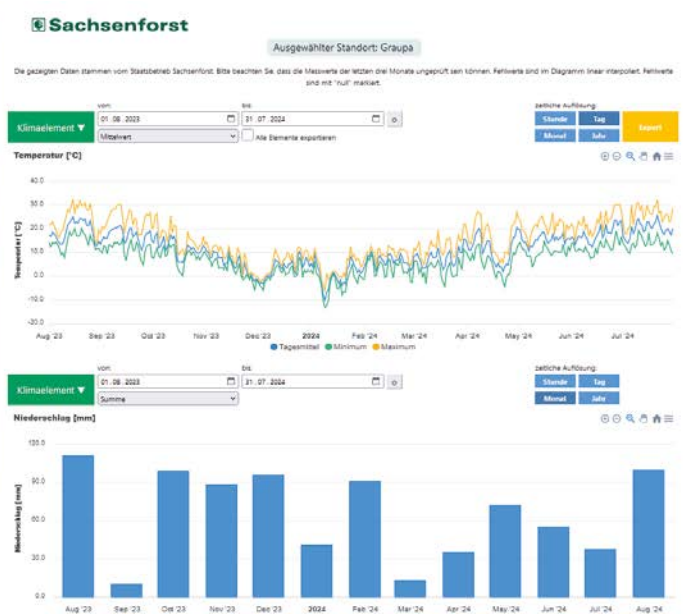 Sachsenforst
Ausgewählter Standort: Graupa
Die gezeigten Daten stammen vom Staatsbetrieb Sachsenforst. Bitte beachten Sie, dass die Messwerte der letzten drei Monate ungeprüft sein können. Fehlwerte sind im Diagramm linear interpoliert. Fehlwerte
sind mit "null" markiert.
von: bis: zeitliche Auflösung:
Klimaelement ▼ 01.08.2023 31.07.2024 Stunde Tag Export
Mittelwert Alle Elemente exportieren Monat Jahr
Temperatur [°C]
40.0
30.0
20.0
10.0
0.0
-10.0
-20.0
Temperatur [°C]
Aug '23 Sep '23 Okt '23 Nov '23 Dez '23 2024 Feb '24 Mar '24 Apr '24 May '24 Jun '24 Jul '24
Tagesmittel Minimum Maximum
von: bis: zeitliche Auflösung:
Klimaelement ▼ 01.08.2023 31.07.2024 Stunde Tag
Summe Monat Jahr
Niederschlag [mm]
90.0
60.0
30.0
0.0
Niederschlag [mm]
Aug '23 Sep '23 Okt '23 Nov '23 Dez '23 2024 Feb '24 Mar '24 Apr '24 May '24 Jun '24 Jul '24 Aug '24